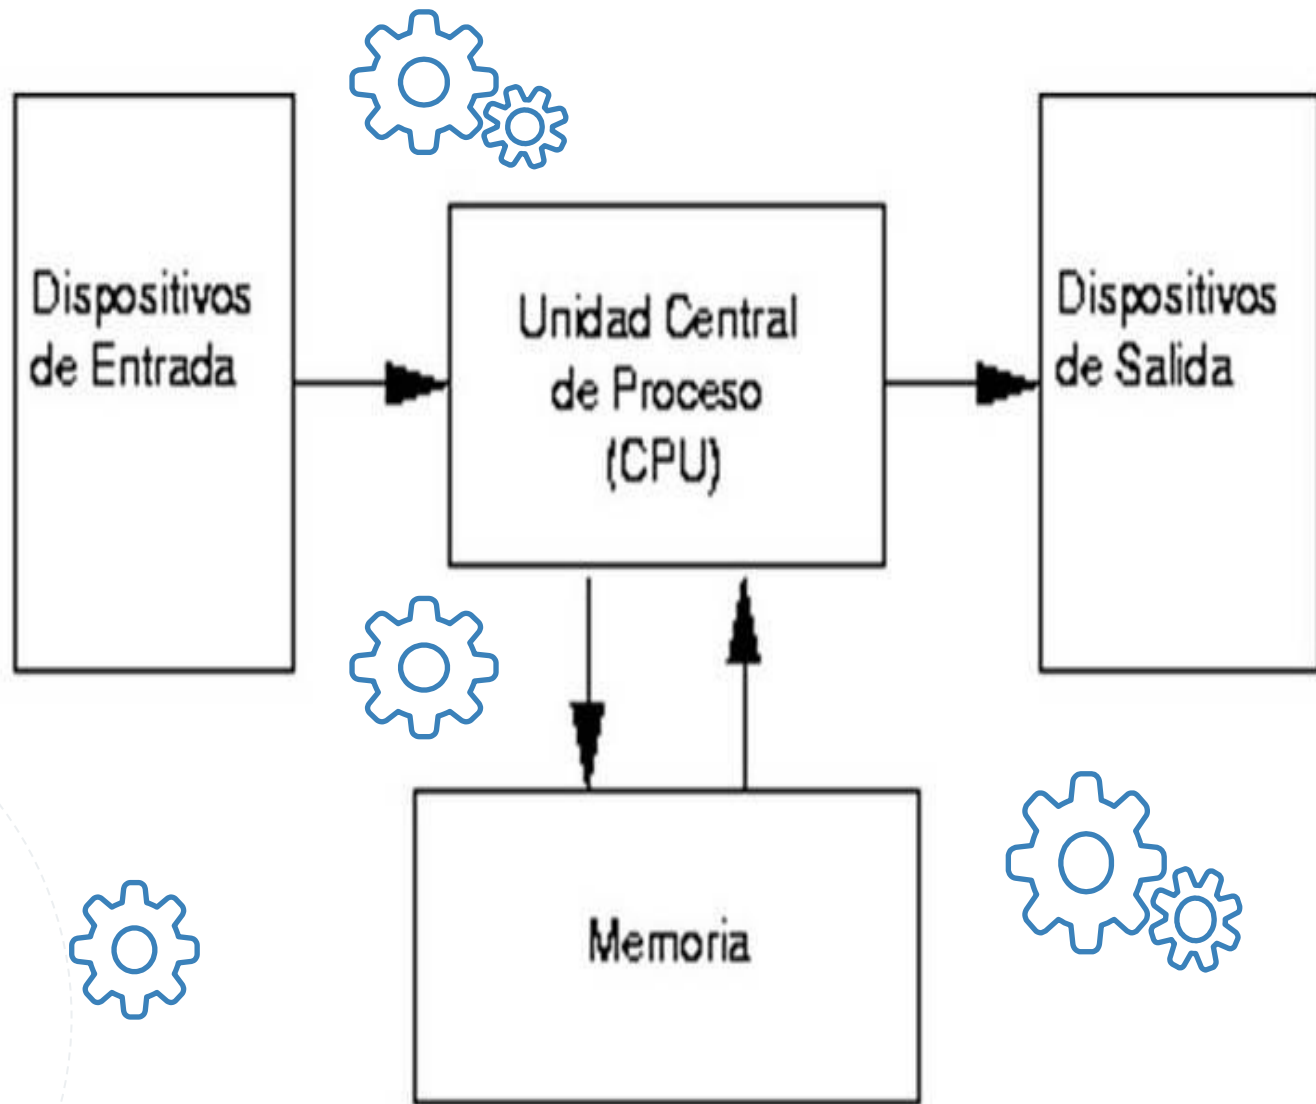 Dispositivos
de Entrada
Unidad Central
de Proceso
(CPU)
Dispositivos
de Salida
Memoria